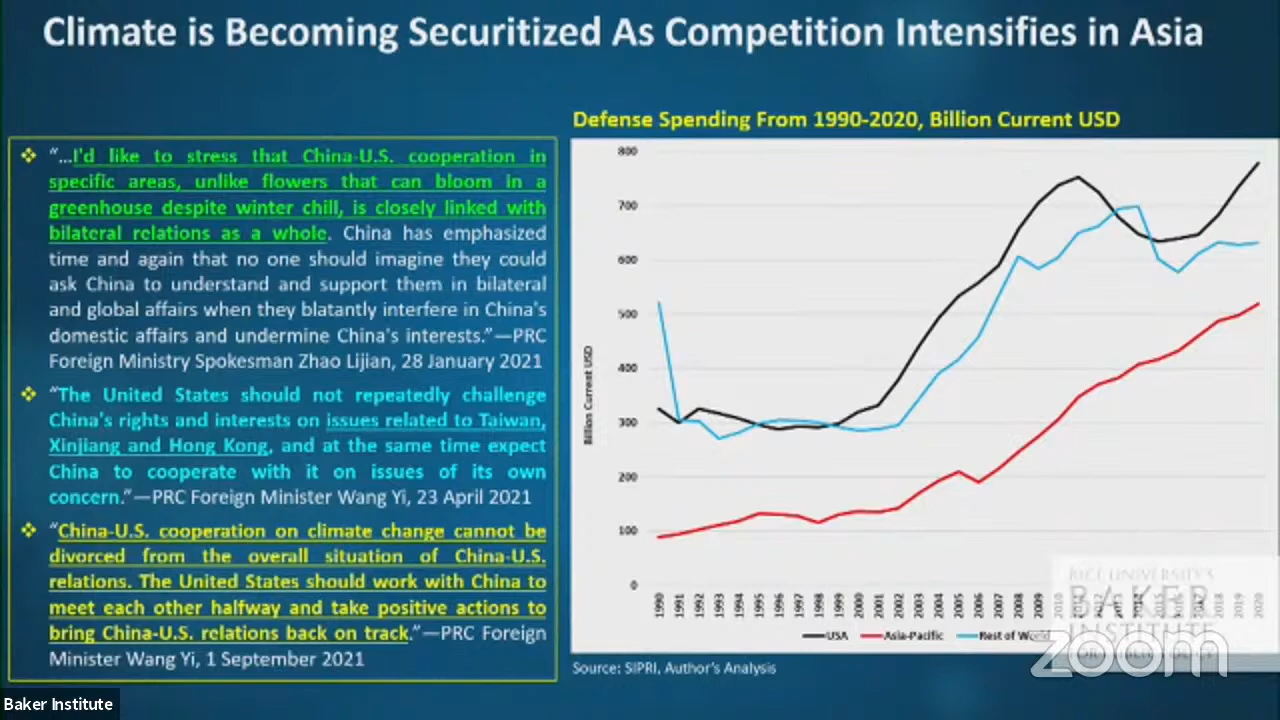 Climate is Becoming Securitized As Competition Intensifies in Asia
Defense Spending From 1990-2020, Billion Current USD
“…I'd like to stress that China-U.S. cooperation in
specific areas, unlike flowers that can bloom in a
greenhouse despite winter chill, is closely linked with
bilateral relations as a whole. China has emphasized
time and again that no one should imagine they could
ask China to understand and support them in bilateral
and global affairs when they blatantly interfere in China's
domestic affairs and undermine China's interests.”—PRC
Foreign Ministry Spokesman Zhao Lijian, 28 January 2021
“The United States should not repeatedly challenge
China's rights and interests on issues related to Taiwan,
Xinjiang and Hong Kong, and at the same time expect
China to cooperate with it on issues of its own
concern.”—PRC Foreign Minister Wang Yi, 23 April 2021
“China-U.S. cooperation on climate change cannot be
divorced from the overall situation of China-U.S.
relations. The United States should work with China to
meet each other halfway and take positive actions to
bring China-U.S. relations back on track.”—PRC Foreign
Minister Wang Yi, 1 September 2021
Billion Current USD
800
700
600
500
400
300
200
100
0
1990 1991 1992 1993 1994 1995 1996 1997 1998 1999 2000 2001 2002 2003 2004 2005 2006 2007 2008 2009 2010 2018 2019 2020
USA Asia-Pacific Rest of World
RICE UNIVERSITY'S
BAKER
INSTITUTE
zoom
Source: SIPRI, Author's Analysis
Baker Institute